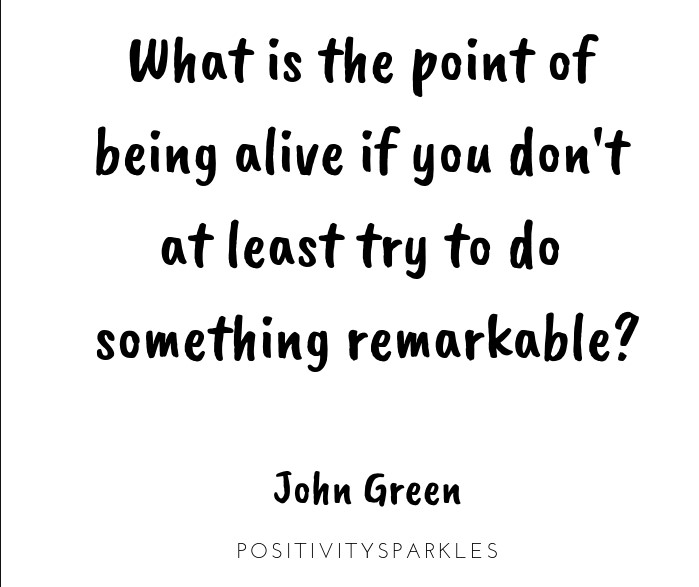 What is the point of
being alive if you don't
at least try to do
something remarkable?
John Green
POSITIVITYSPARKLES